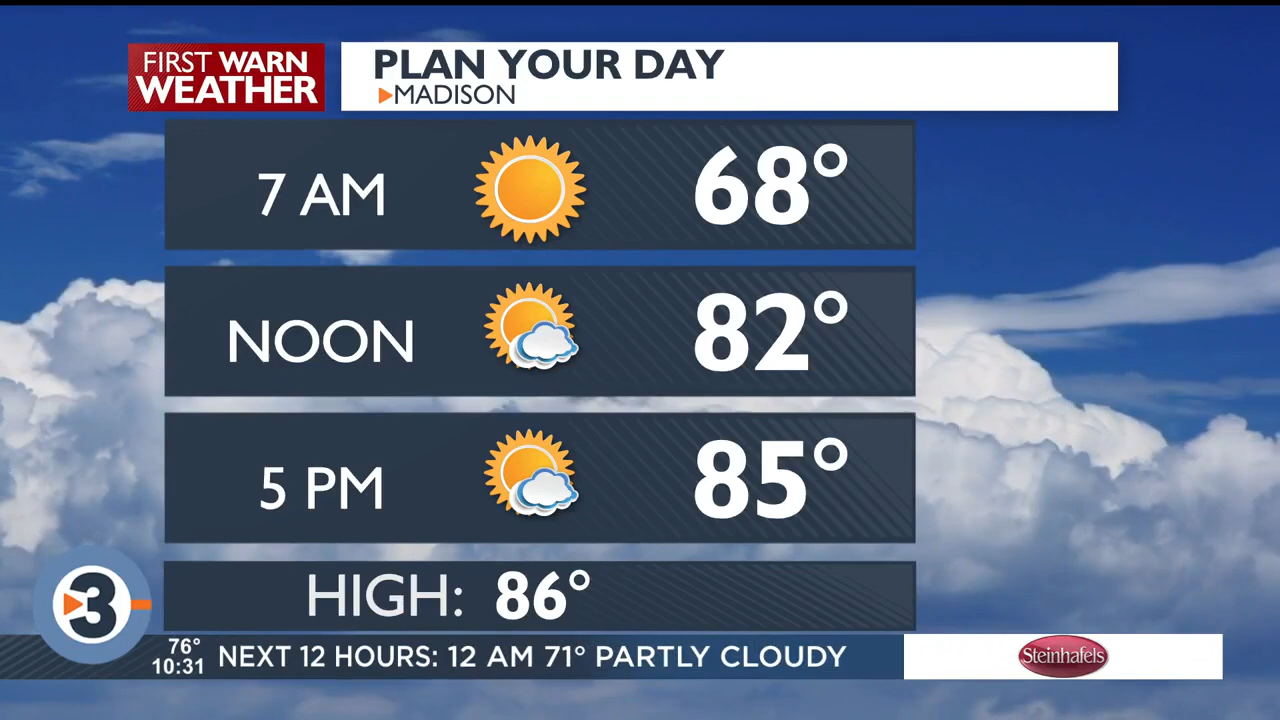 FIRST WARN
WEATHER
PLAN YOUR DAY
MADISON
7 AM 68°
NOON 82°
5 PM 85°
HIGH: 86°
3
76°
10:31
NEXT 12 HOURS: 12 AM 71° PARTLY CLOUDY
Steinhafels